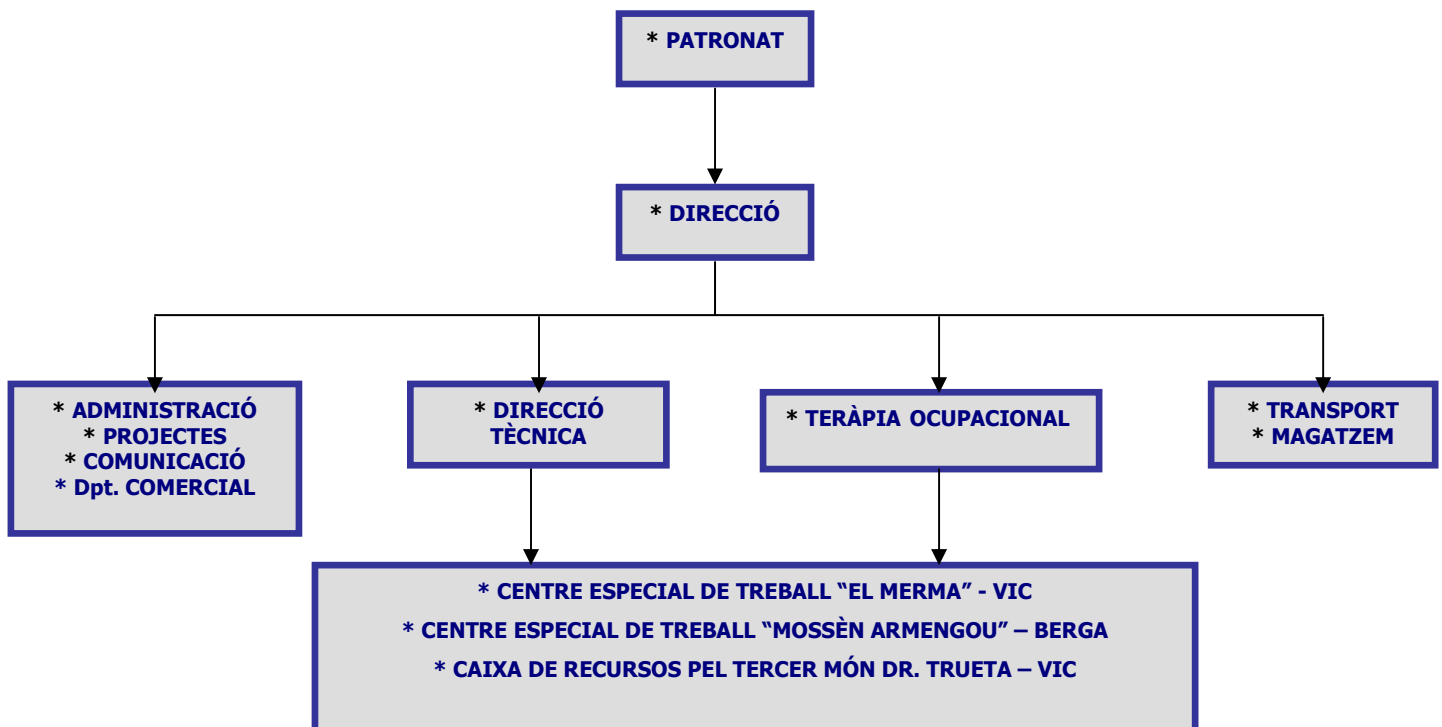 * PATRONAT
* DIRECCIÓ
* ADMINISTRACIÓ
* PROJECTES
* COMUNICACIÓ
* Dpt. COMERCIAL
* DIRECCIÓ
TÈCNICA
* TERÀPIA OCUPACIONAL
* TRANSPORT
* MAGATZEM
* CENTRE ESPECIAL DE TREBALL “EL MERMA” - VIC
* CENTRE ESPECIAL DE TREBALL “MOSSÈN ARMENGOU” – BERGA
* CAIXA DE RECURSOS PEL TERCER MÓN DR. TRUETA – VIC